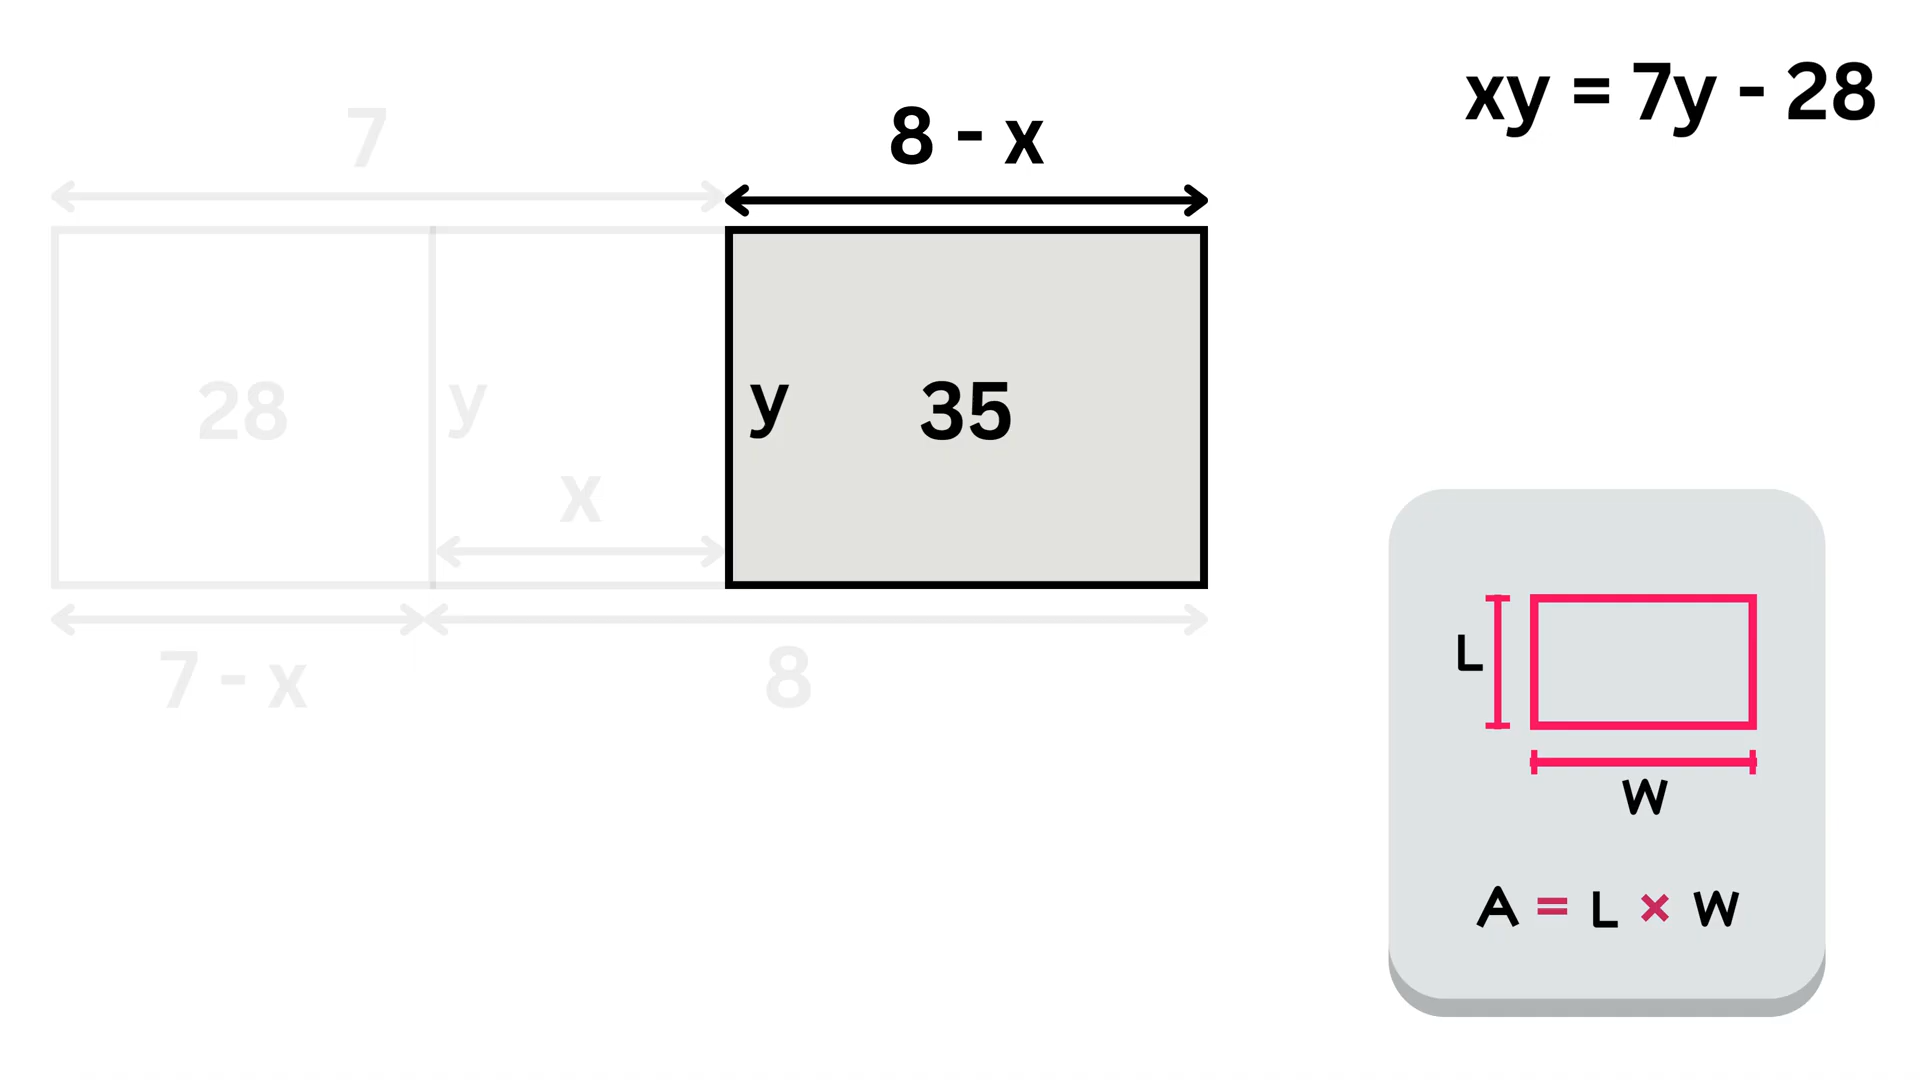 xy = 7y - 28
7
8 - x
28
y
x
y
35
7 - x
8
L
W
A = L × W